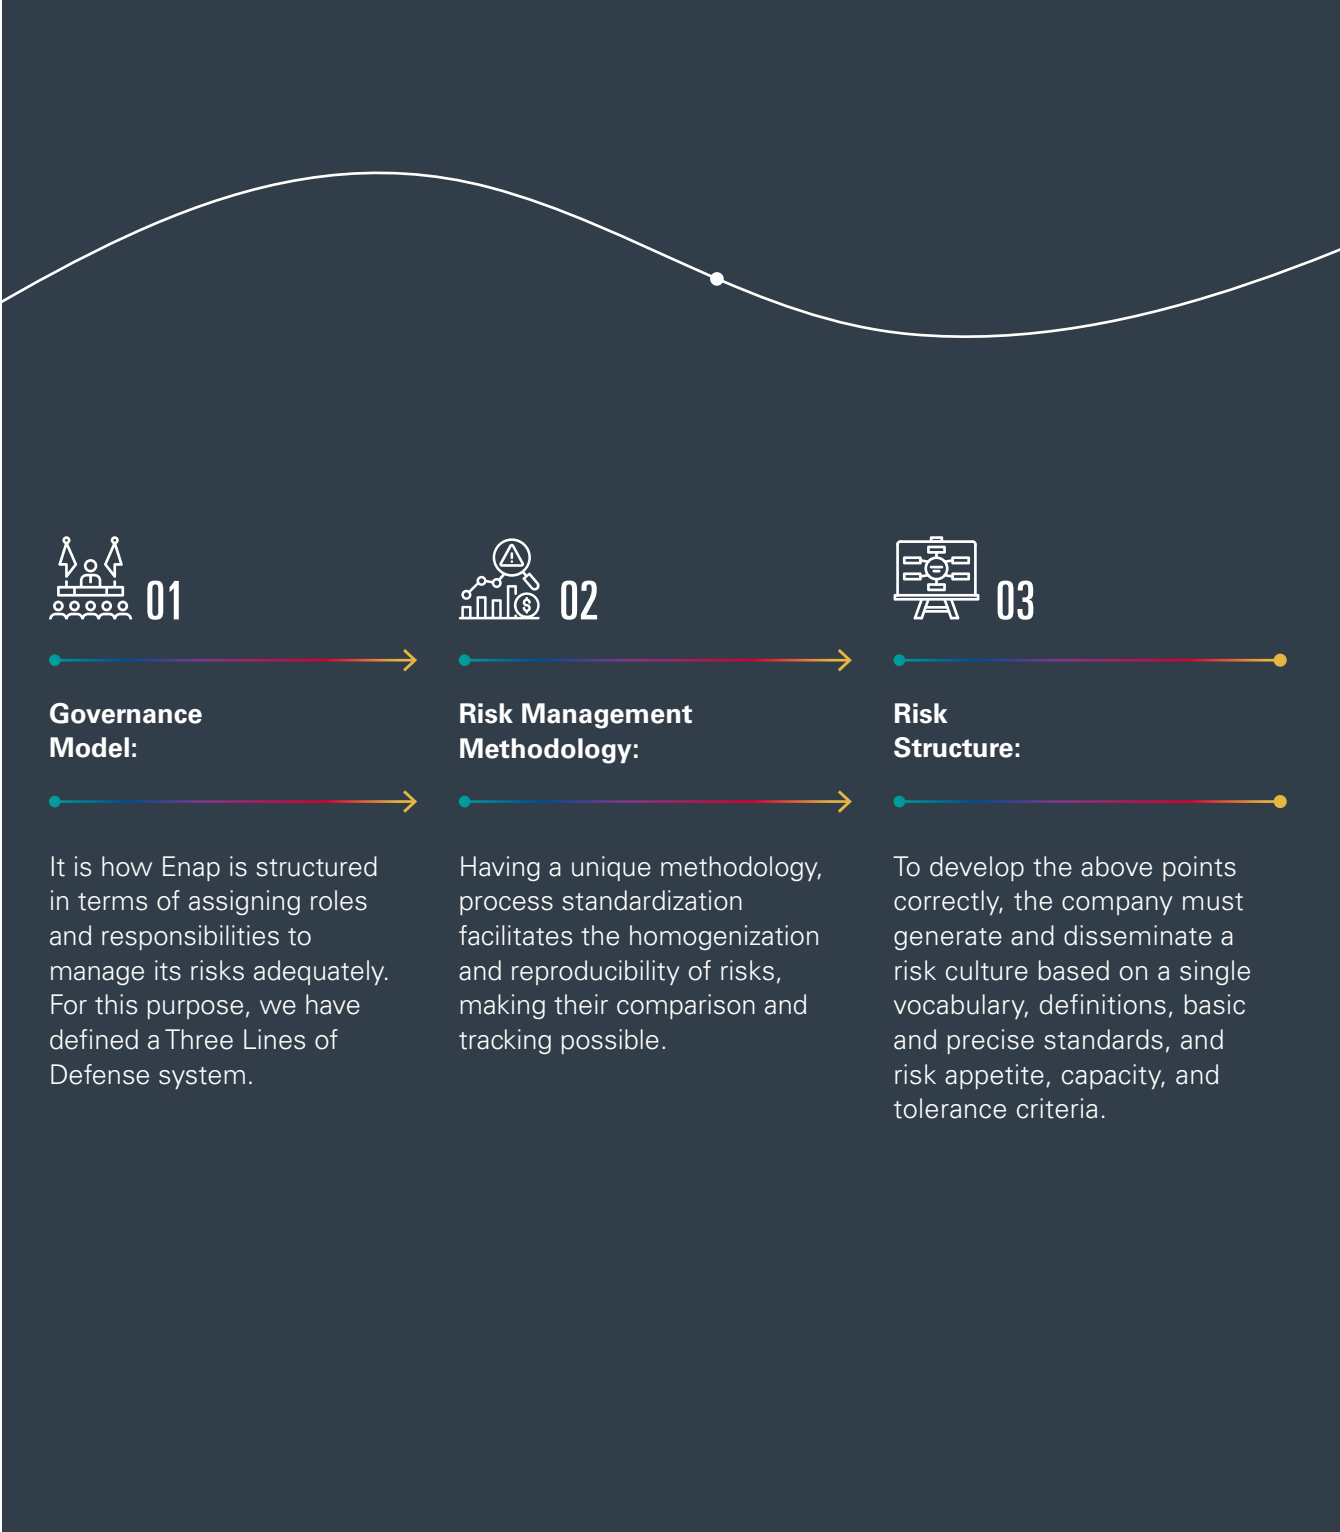 01
Governance
Model:
It is how Enap is structured
in terms of assigning roles
and responsibilities to
manage its risks adequately.
For this purpose, we have
defined a Three Lines of
Defense system.
02
Risk Management
Methodology:
Having a unique methodology,
process standardization
facilitates the homogenization
and reproducibility of risks,
making their comparison and
tracking possible.
03
Risk
Structure:
To develop the above points
correctly, the company must
generate and disseminate a
risk culture based on a single
vocabulary, definitions, basic
and precise standards, and
risk appetite, capacity, and
tolerance criteria.